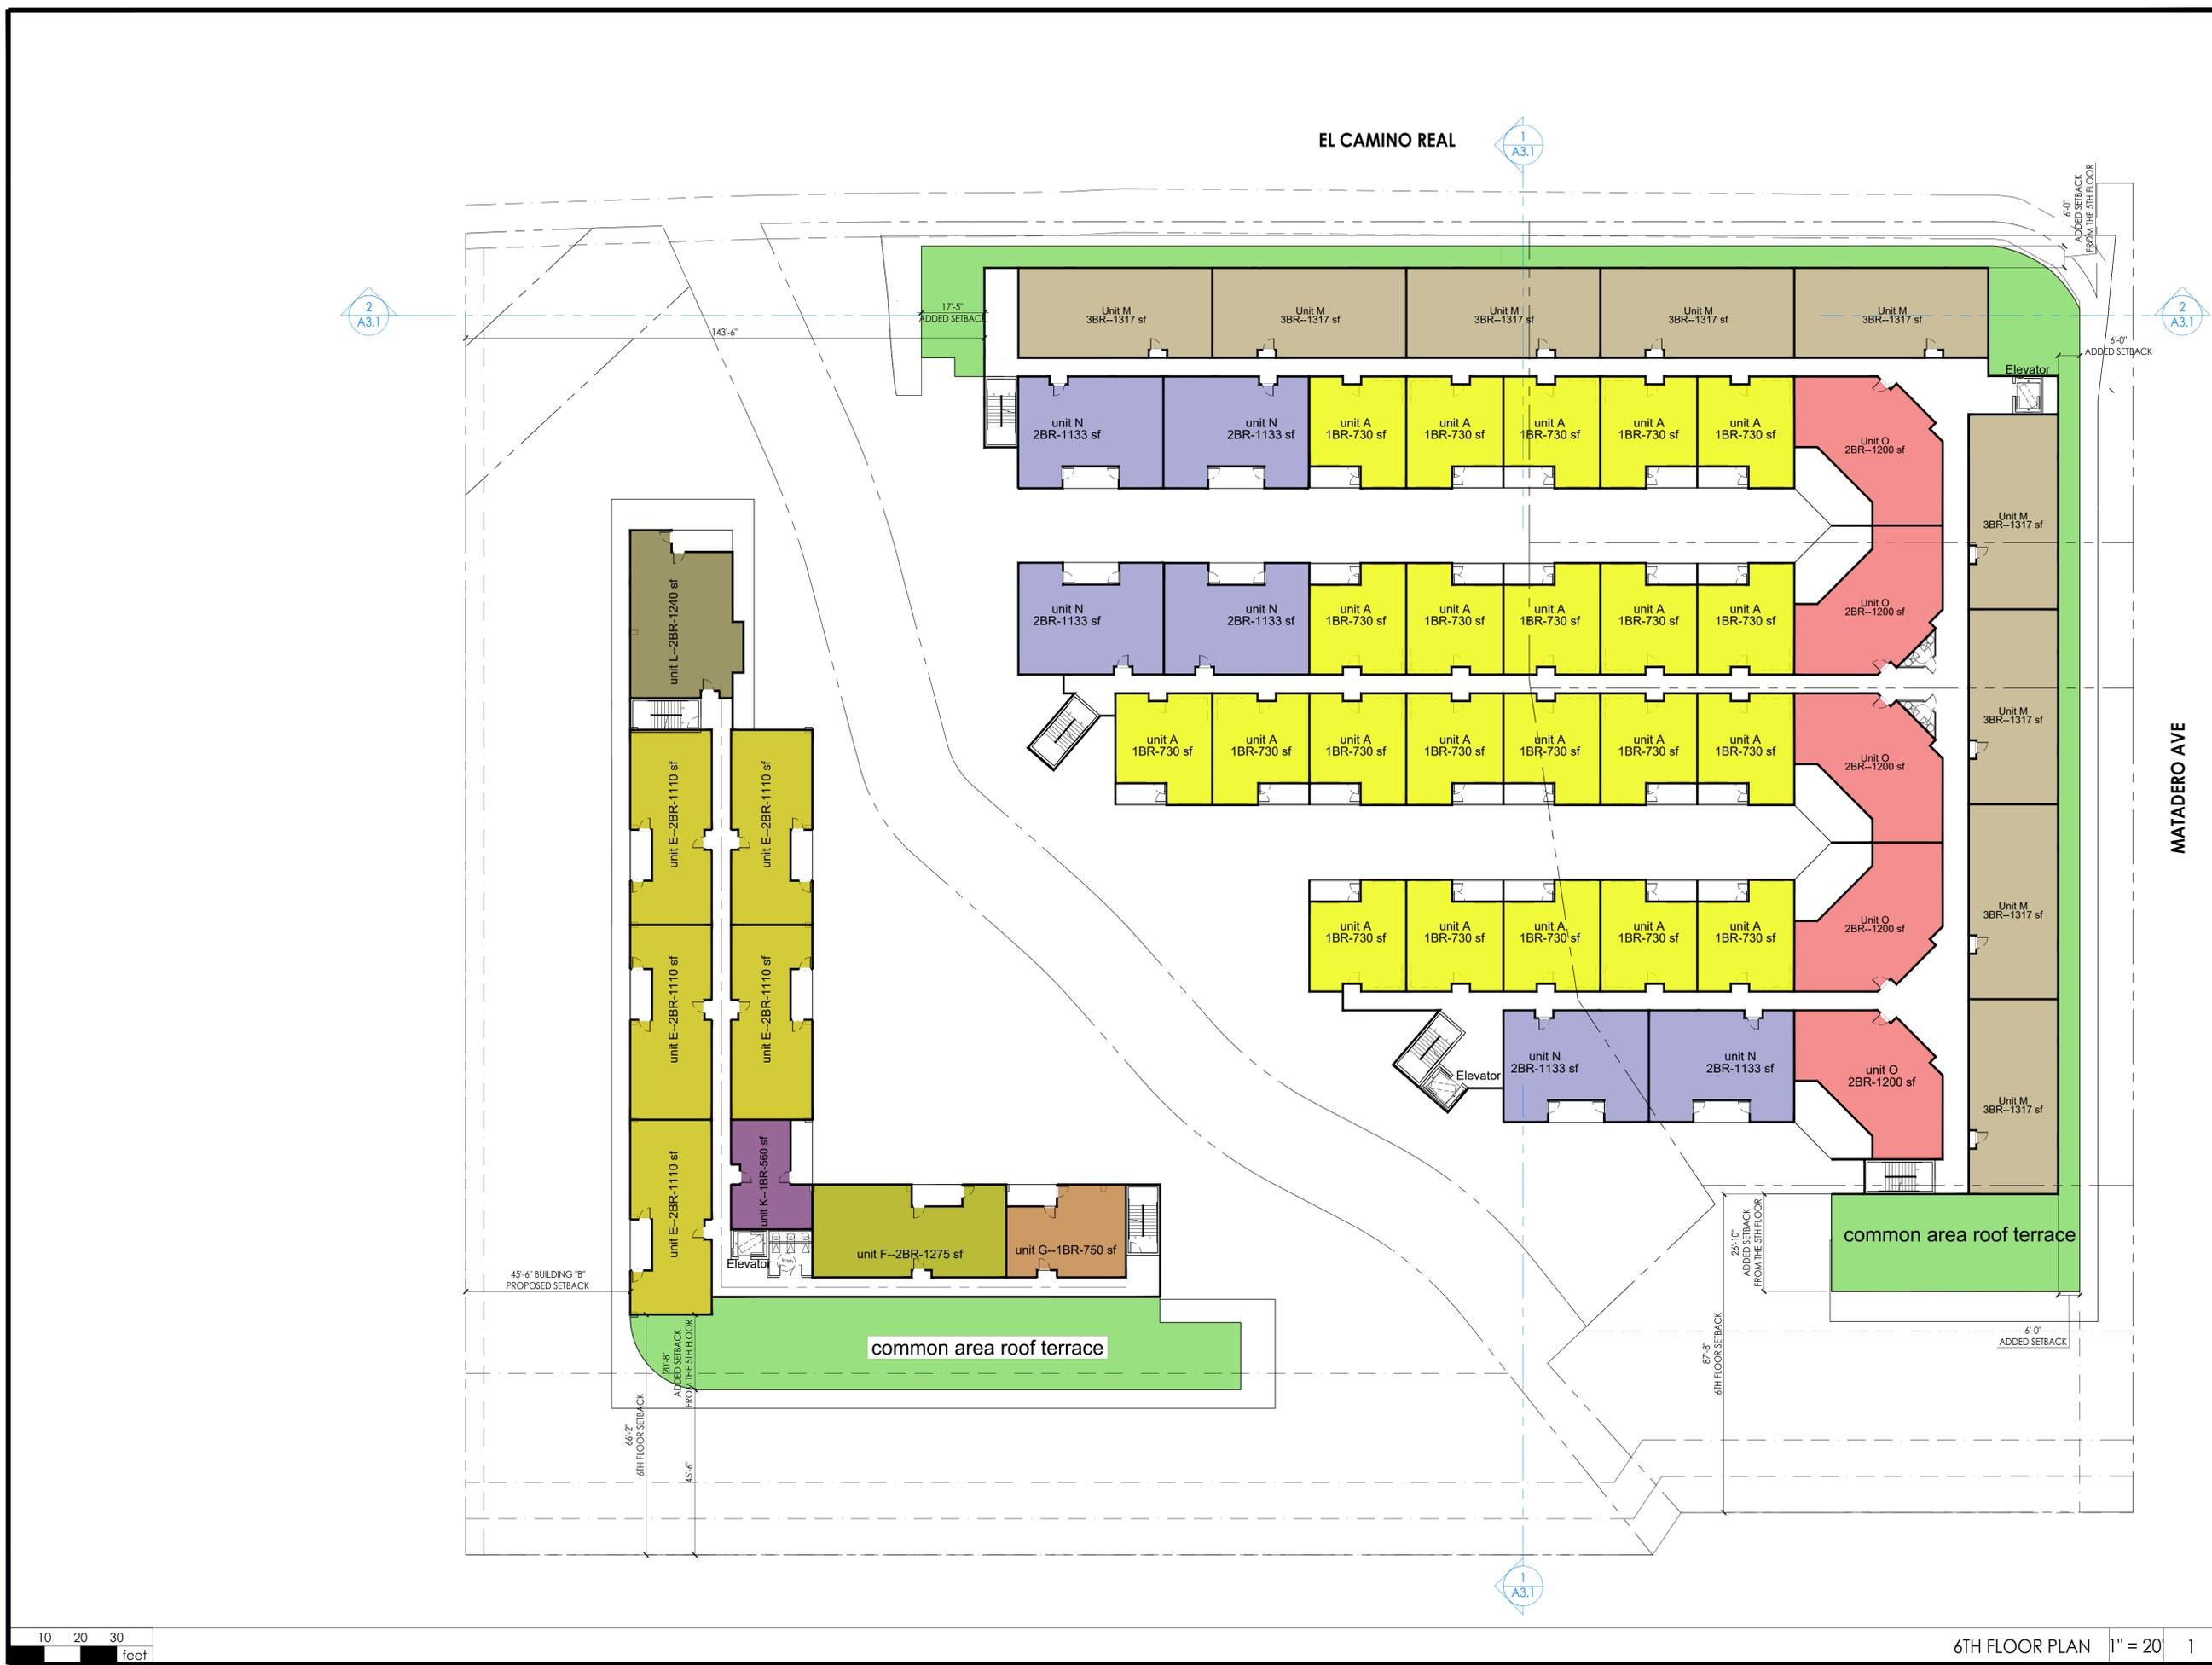 EL CAMINO REAL
1
A3.1
6'-0"
ADDED SETBACK
FROM THE 5TH FLOOR
2
A3.1
17'-5"
ADDED SETBACK
143'-6"
Unit M
3BR--1317 sf
Unit M
3BR--1317 sf
Unit M
3BR--1317 sf
Unit M
3BR--1317 sf
Unit M
3BR--1317 sf
2
A3.1
6'-0"
ADDED SETBACK
Elevator
unit N
2BR-1133 sf
unit N
2BR-1133 sf
unit A
1BR-730 sf
unit A
1BR-730 sf
unit A
1BR-730 sf
unit A
1BR-730 sf
unit A
1BR-730 sf
Unit O
2BR--1200 sf
Unit M
3BR--1317 sf
unit N
2BR-1133 sf
unit N
2BR-1133 sf
unit A
1BR-730 sf
unit A
1BR-730 sf
unit A
1BR-730 sf
unit A
1BR-730 sf
unit A
1BR-730 sf
Unit O
2BR--1200 sf
unit L--2BR-1240 sf
unit A
1BR-730 sf
unit A
1BR-730 sf
unit A
1BR-730 sf
unit A
1BR-730 sf
unit A
1BR-730 sf
unit A
1BR-730 sf
unit A
1BR-730 sf
Unit O
2BR--1200 sf
Unit M
3BR--1317 sf
MATADERO AVE
unit E--2BR-1110 sf
unit E--2BR-1110 sf
unit A
1BR-730 sf
unit A
1BR-730 sf
unit A
1BR-730 sf
unit A
1BR-730 sf
unit A
1BR-730 sf
Unit O
2BR--1200 sf
Unit M
3BR--1317 sf
unit E--2BR-1110 sf
unit E--2BR-1110 sf
Elevator
unit N
2BR-1133 sf
unit N
2BR-1133 sf
unit O
2BR-1200 sf
Unit M
3BR--1317 sf
unit E--2BR-1110 sf
unit K--1BR-560 sf
Elevator
unit F--2BR-1275 sf
unit G--1BR-750 sf
45'-6" BUILDING "B"
PROPOSED SETBACK
common area roof terrace
26'-10"
ADDED SETBACK
FROM THE 5TH FLOOR
87'-8"
6TH FLOOR SETBACK
6'-0"
ADDED SETBACK
common area roof terrace
20'-8"
ADDED SETBACK
FROM THE 5TH FLOOR
66'-2"
6TH FLOOR SETBACK
45'-6"
1
A3.1
10 20 30
feet
6TH FLOOR PLAN 1" = 20' 1